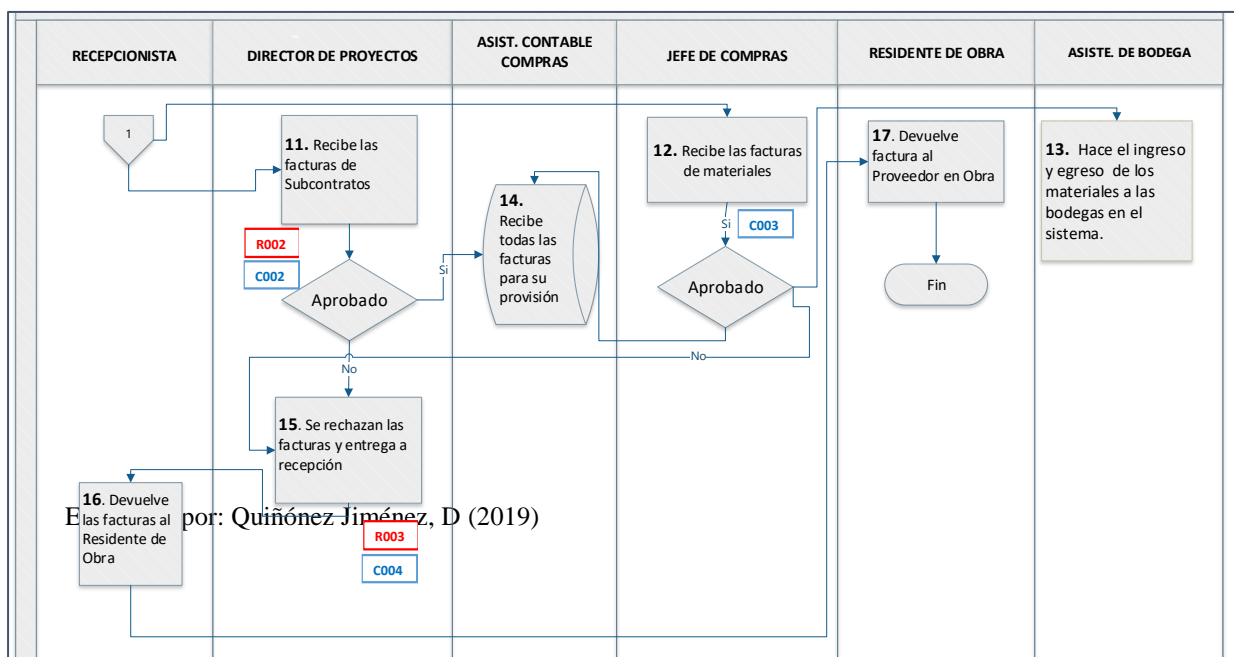 RECEPCIONISTA
DIRECTOR DE PROYECTOS
ASIST. CONTABLE
COMPRAS
JEFE DE COMPRAS
RESIDENTE DE OBRA
ASISTE. DE BODEGA
1
11. Recibe las
facturas de
Subcontratos
R002
C002
Aprobado
Si
No
14.
Recibe
todas las
facturas
para su
provisión
12. Recibe las facturas
de materiales
Si
C003
Aprobado
No
17. Devuelve
factura al
Proveedor en Obra
Fin
13. Hace el ingreso
y egreso de los
materiales a las
bodegas en el
sistema.
15. Se rechazan las
facturas y entrega a
recepción
R003
C004
16. Devuelve
las facturas al
Residente de
Obra
por: Quiñónez Jiménez, D (2019)